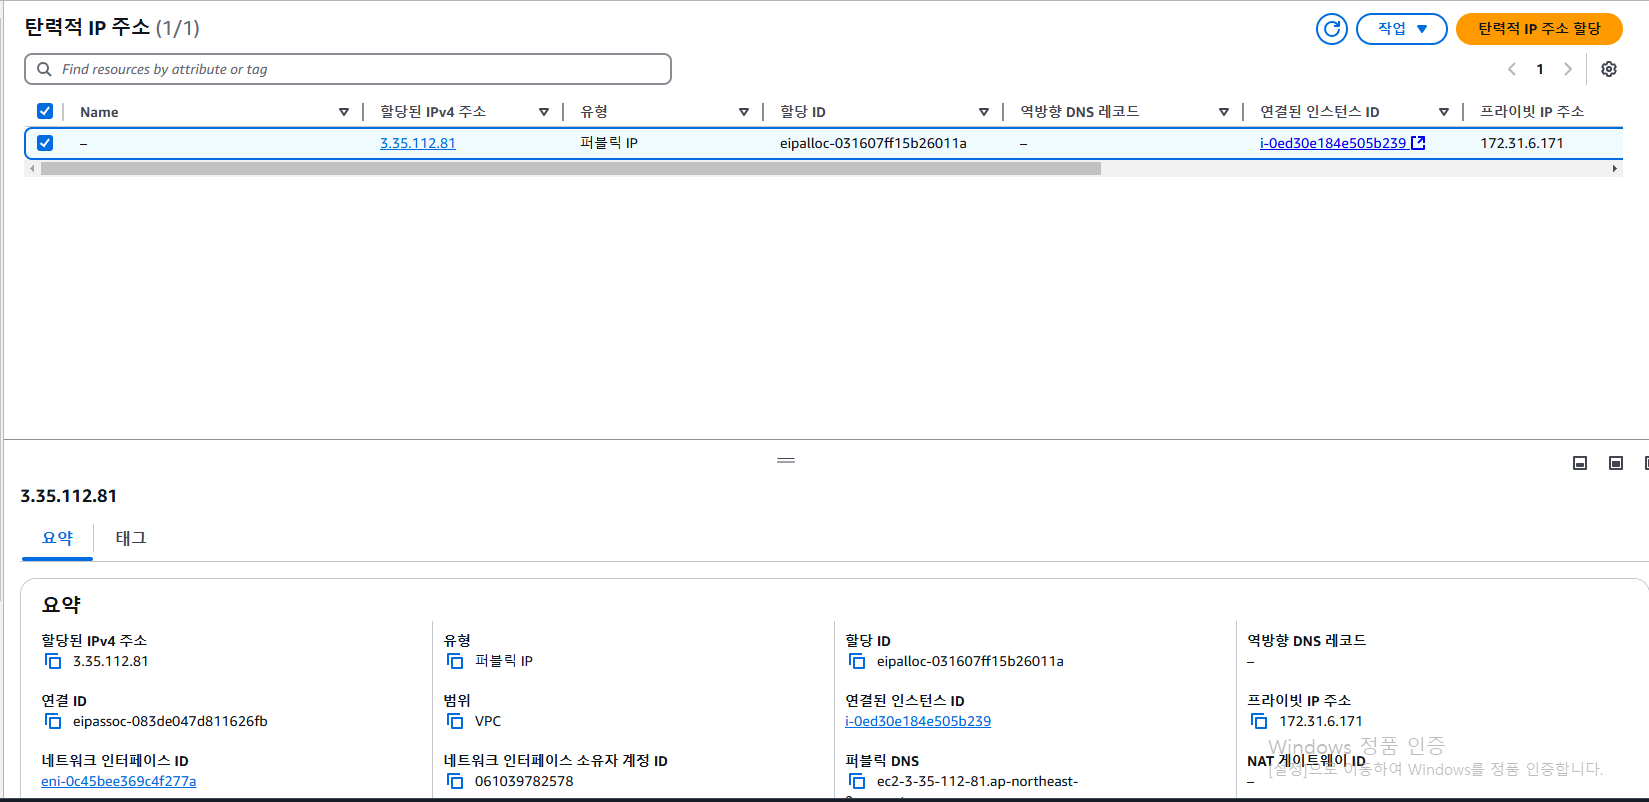 탄력적 IP 주소 (1/1)
작업
탄력적 IP 주소 할당
Find resources by attribute or tag
1
Name 할당된 IPv4 주소 유형 할당 ID 역방향 DNS 레코드 연결된 인스턴스 ID 프라이빗 IP 주소
– 3.35.112.81 퍼블릭 IP eipalloc-031607ff15b26011a – i-0ed30e184e505b239 172.31.6.171
3.35.112.81
요약 태그
요약
할당된 IPv4 주소 유형 할당 ID 역방향 DNS 레코드
3.35.112.81 퍼블릭 IP eipalloc-031607ff15b26011a –
연결 ID 범위 연결된 인스턴스 ID 프라이빗 IP 주소
eipassoc-083de047d811626fb VPC i-0ed30e184e505b239 172.31.6.171
Windows 정품 인증
네트워크 인터페이스 ID 네트워크 인터페이스 소유자 계정 ID 퍼블릭 DNS NAT 게이트웨이 ID
[설정]으로 이동하여 Windows를 정품 인증합니다.
eni-0c45bee369c4f277a 061039782578 ec2-3-35-112-81.ap-northeast- –